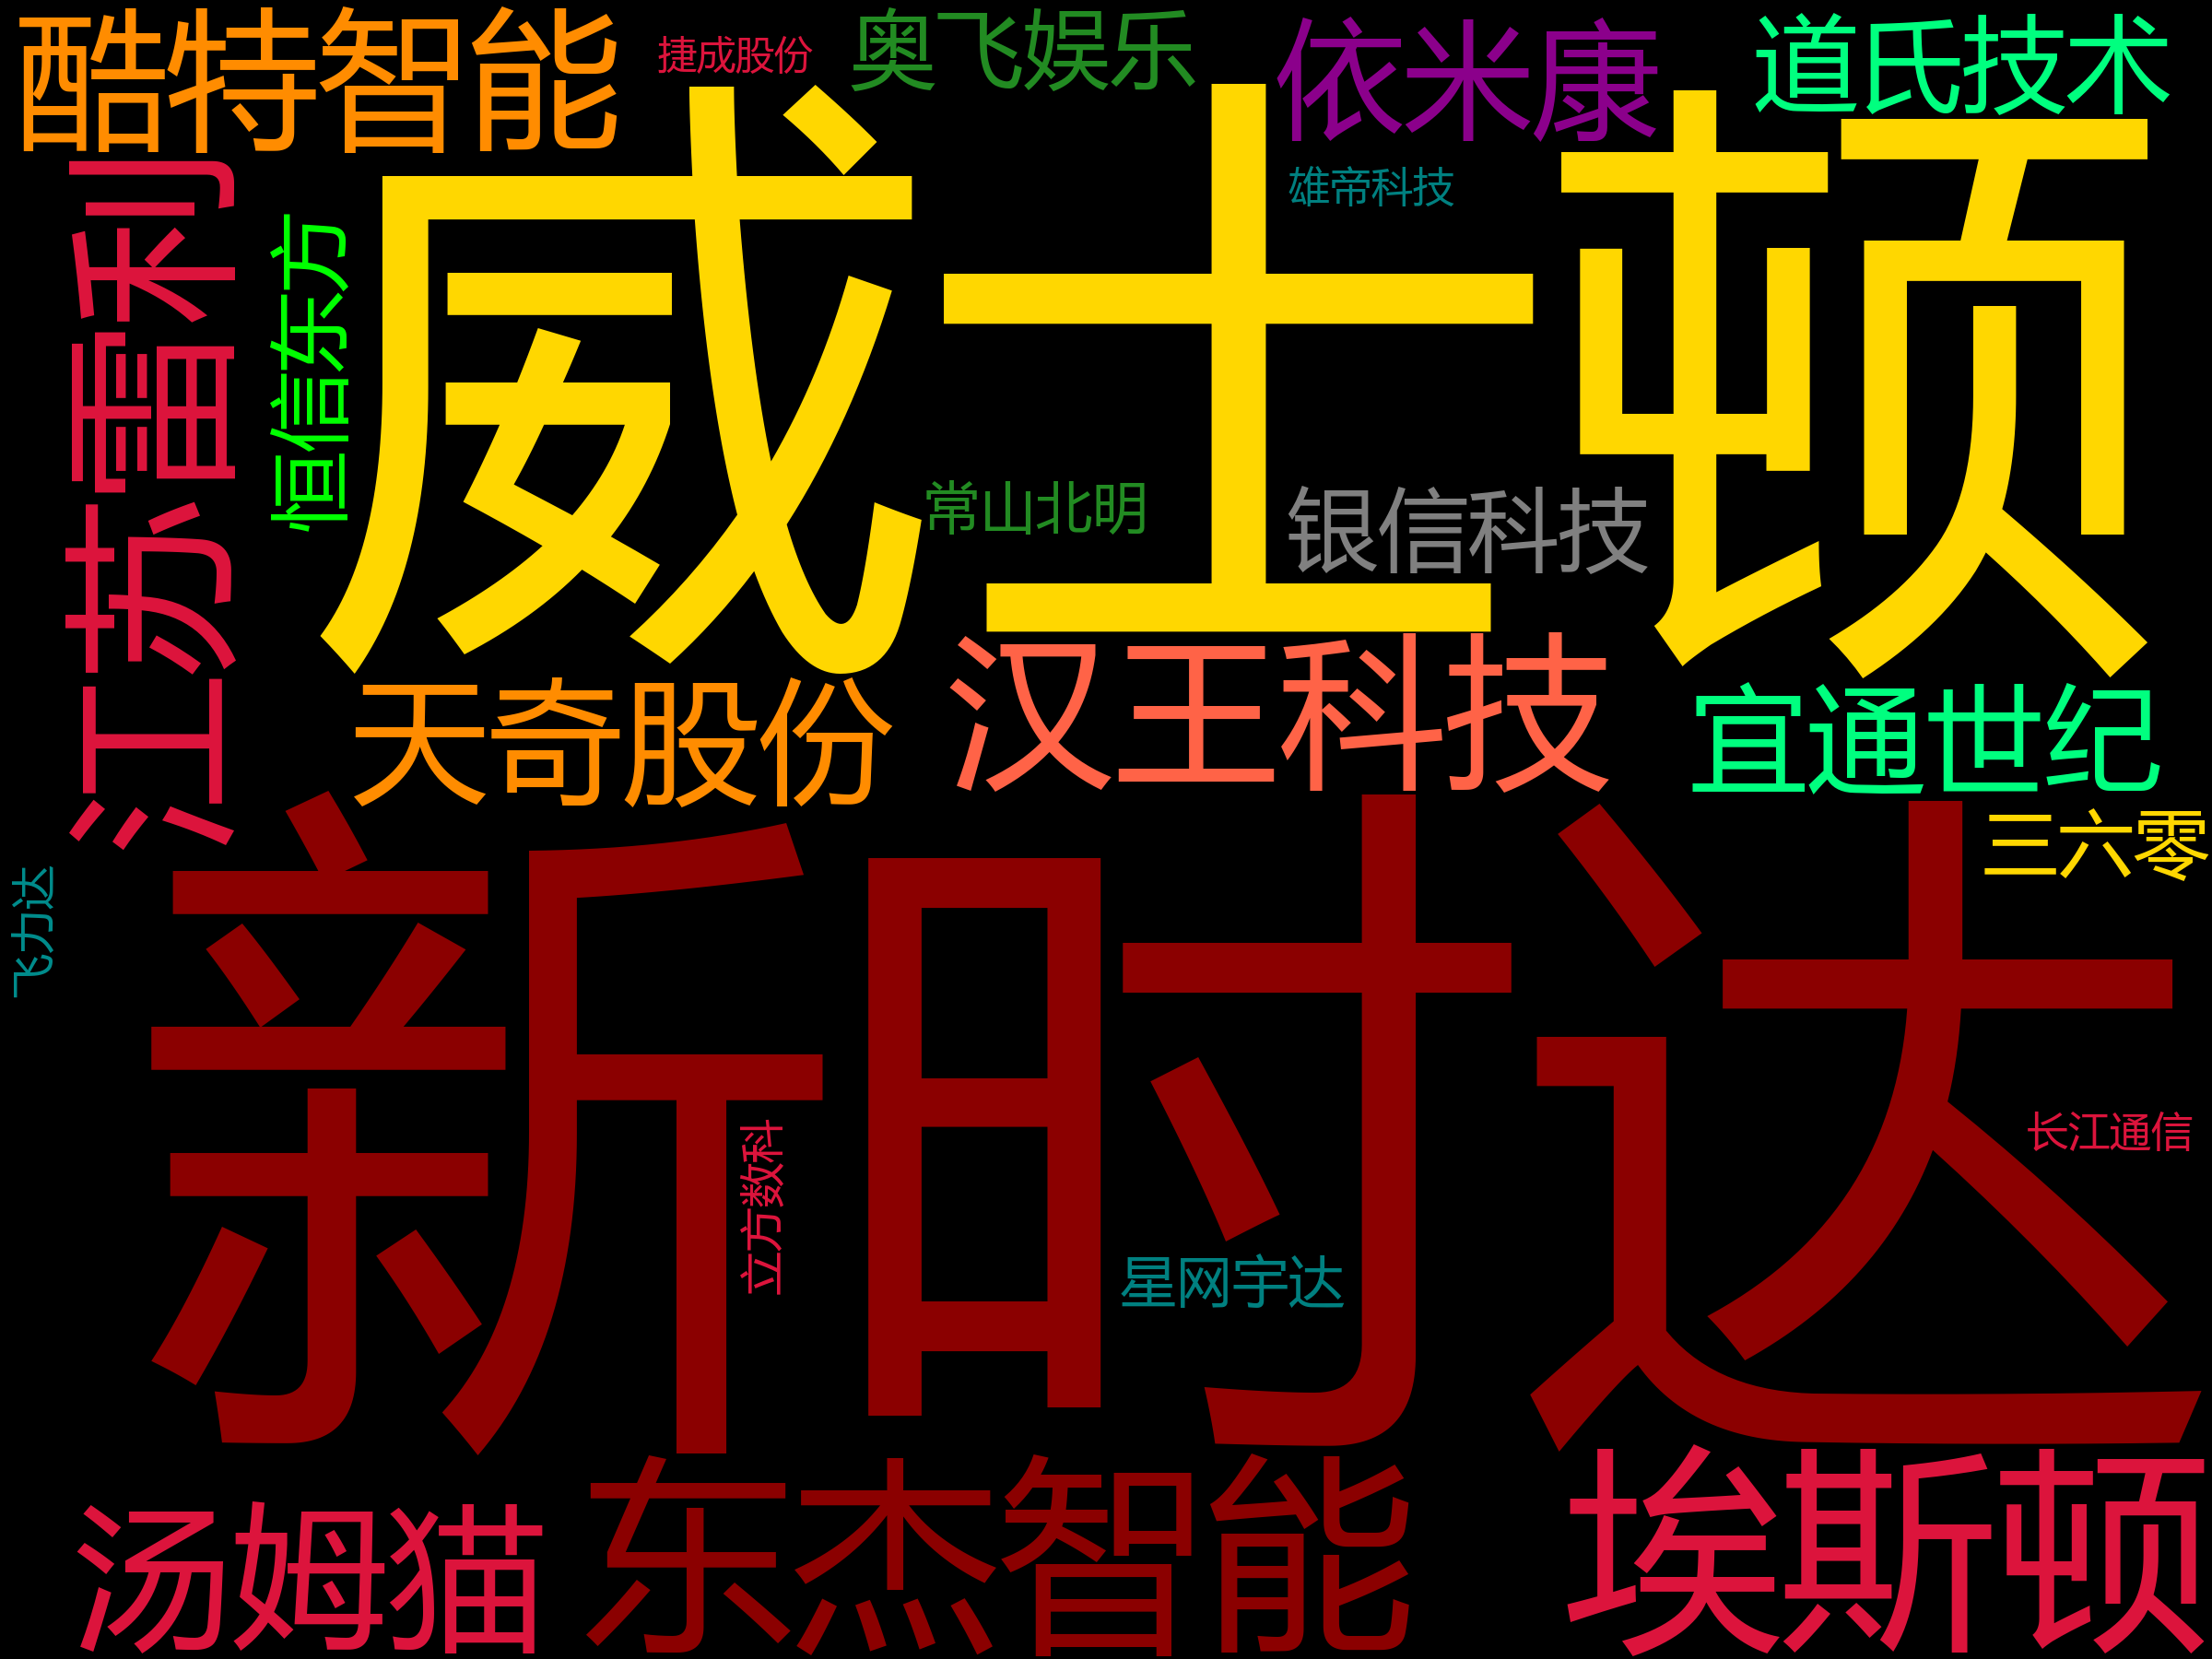 酷特智能
捷成股份
奥飞娱乐
依米康
道氏技术
江苏雷利
恒信东方
威士顿
淮帝科技
常山北明
银信科技
天奇股份
汉王科技
宜通世纪
三六零
飞力达
新时达
立方数科
星网宇达
长江通信
汤姆猫
东杰智能
埃斯顿